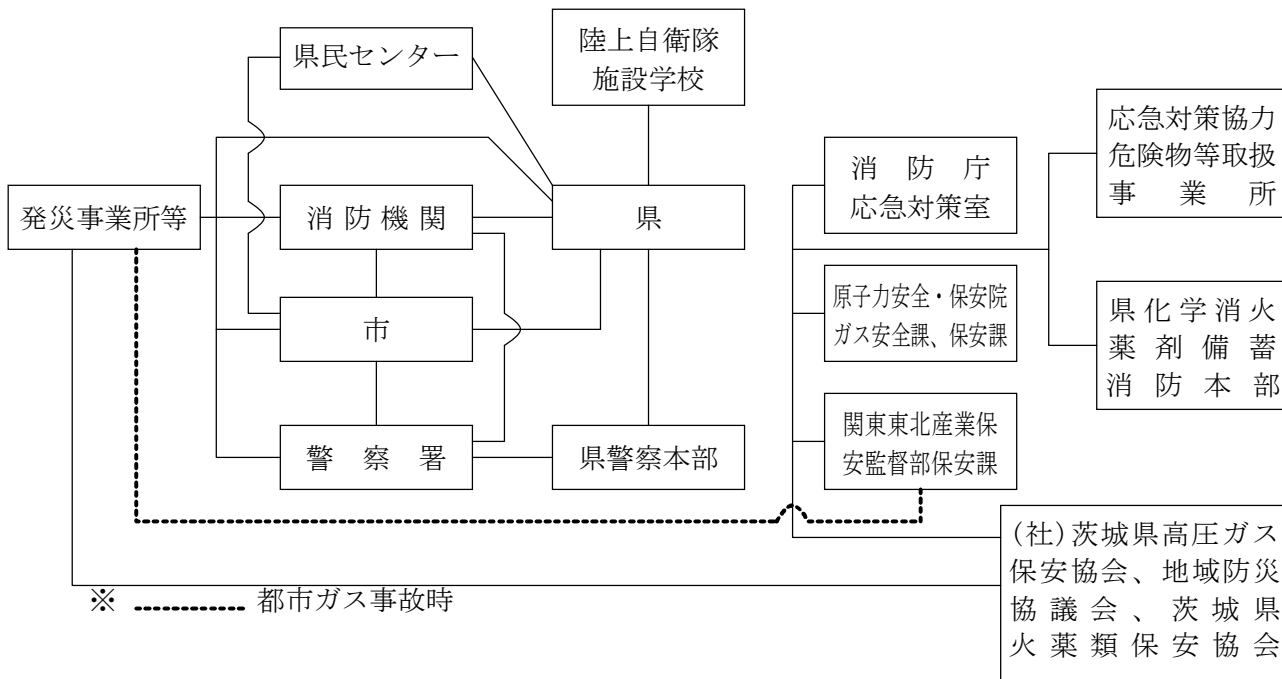 県民センター
陸上自衛隊
施設学校
応急対策協力
危険物等取扱
事業所
消防庁
応急対策室
発災事業所等
消防機関
県
原子力安全・保安院
ガス安全課、保安課
県化学消火
薬剤備蓄
消防本部
市
関東東北産業保
安監督部保安課
警察署
県警察本部
(社)茨城県高圧ガス
保安協会、地域防災
協議会、茨城県
火薬類保安協会
※ 都市ガス事故時